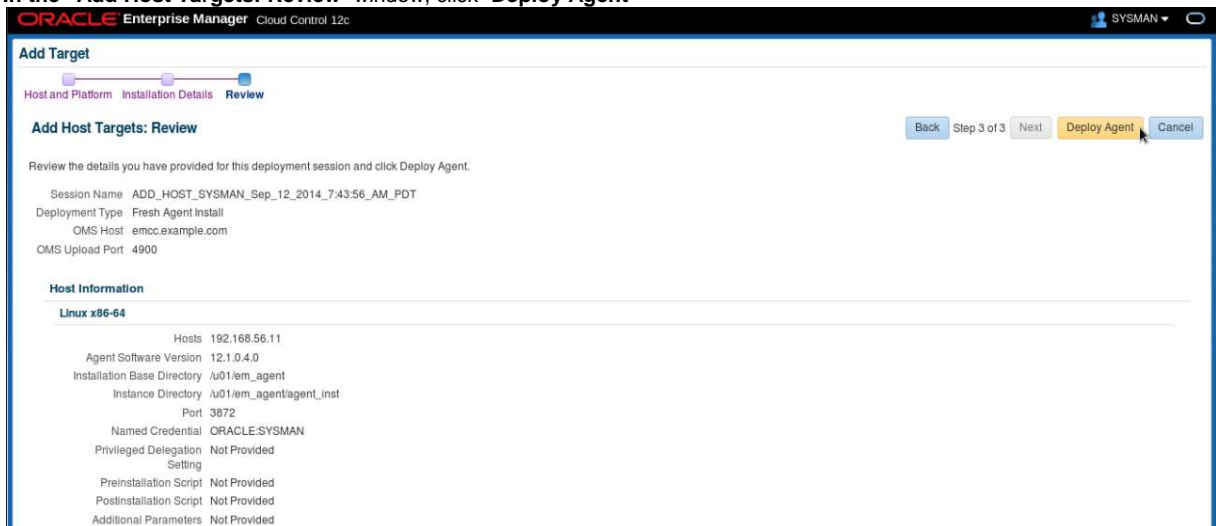 In the "Add Host Targets: Review" window, click "Deploy Agent"
ORACLE Enterprise Manager Cloud Control 12c SYSMAN
Add Target
Host and Platform Installation Details Review
Add Host Targets: Review Back Step 3 of 3 Next Deploy Agent Cancel
Review the details you have provided for this deployment session and click Deploy Agent.
Session Name ADD_HOST_SYSMAN_Sep_12_2014_7:43:56_AM_PDT
Deployment Type Fresh Agent Install
OMS Host emcc.example.com
OMS Upload Port 4900
Host Information
Linux x86-64
Hosts 192.168.56.11
Agent Software Version 12.1.0.4.0
Installation Base Directory /u01/em_agent
Instance Directory /u01/em_agent/agent_inst
Port 3872
Named Credential ORACLE:SYSMAN
Privileged Delegation Not Provided
Setting
Preinstallation Script Not Provided
Postinstallation Script Not Provided
Additional Parameters Not Provided